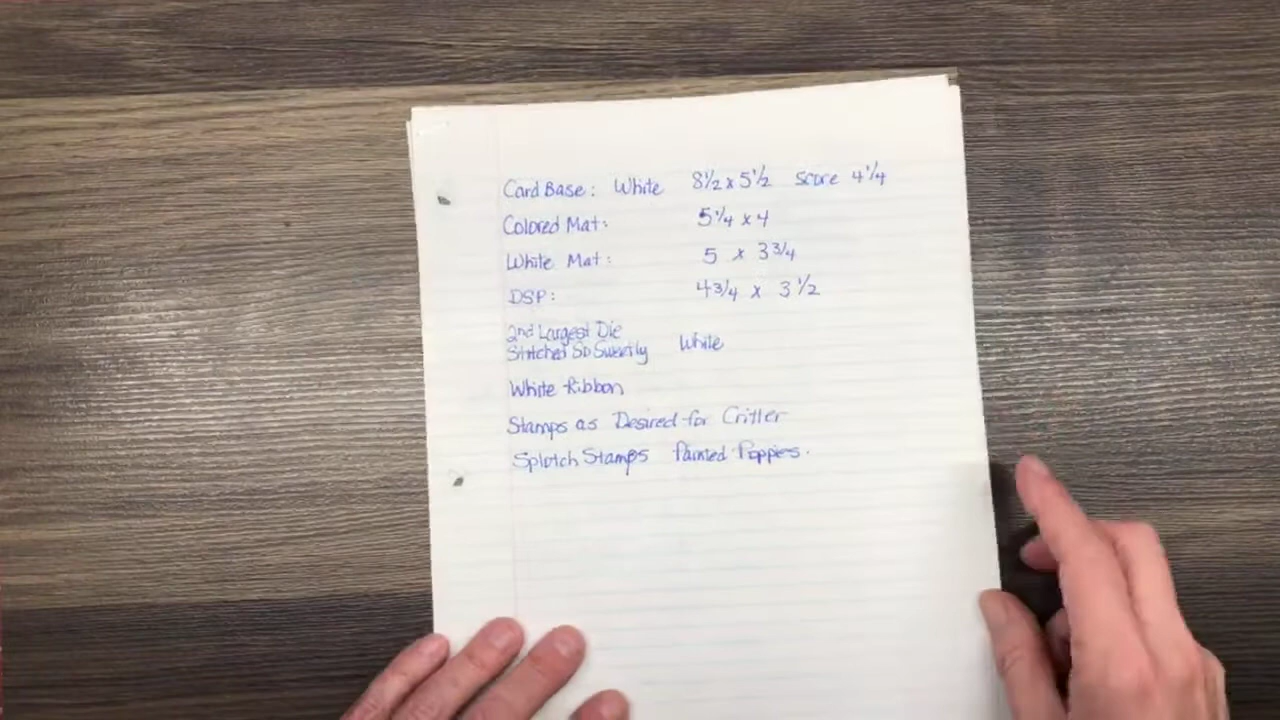 Card Base: White 8½ x 5½ Score 4¼
Colored Mat: 5¼ x 4
White Mat: 5 x 3¾
DSP: 4¾ x 3½
2nd Largest Die
Stitched So Sweetly White
White Ribbon
Stamps as Desired for Critter
Splotch Stamps Painted Poppies.